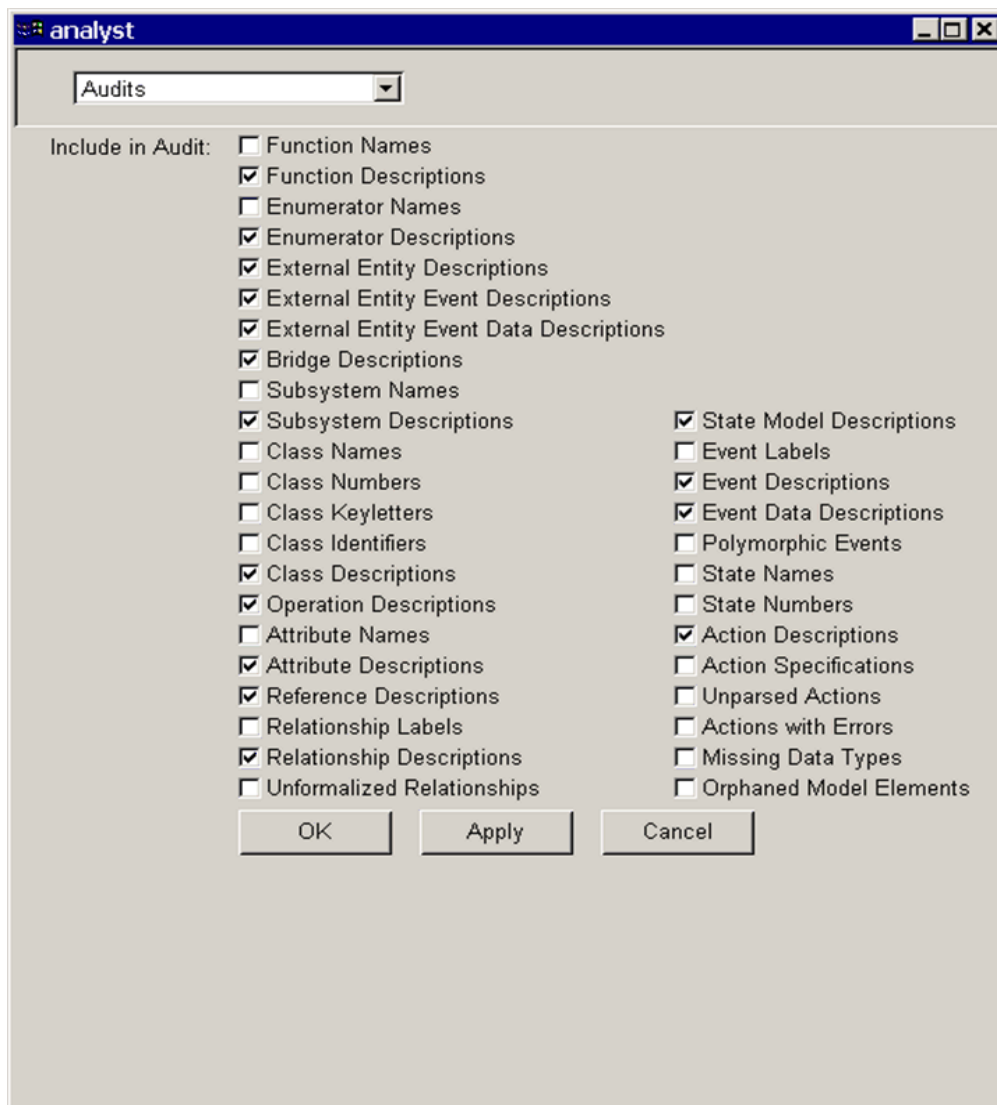 analyst
Audits
Include in Audit:
Function Names
Function Descriptions
Enumerator Names
Enumerator Descriptions
External Entity Descriptions
External Entity Event Descriptions
External Entity Event Data Descriptions
Bridge Descriptions
Subsystem Names
Subsystem Descriptions
Class Names
Class Numbers
Class Keyletters
Class Identifiers
Class Descriptions
Operation Descriptions
Attribute Names
Attribute Descriptions
Reference Descriptions
Relationship Labels
Relationship Descriptions
Unformalized Relationships
State Model Descriptions
Event Labels
Event Descriptions
Event Data Descriptions
Polymorphic Events
State Names
State Numbers
Action Descriptions
Action Specifications
Unparsed Actions
Actions with Errors
Missing Data Types
Orphaned Model Elements
OK
Apply
Cancel